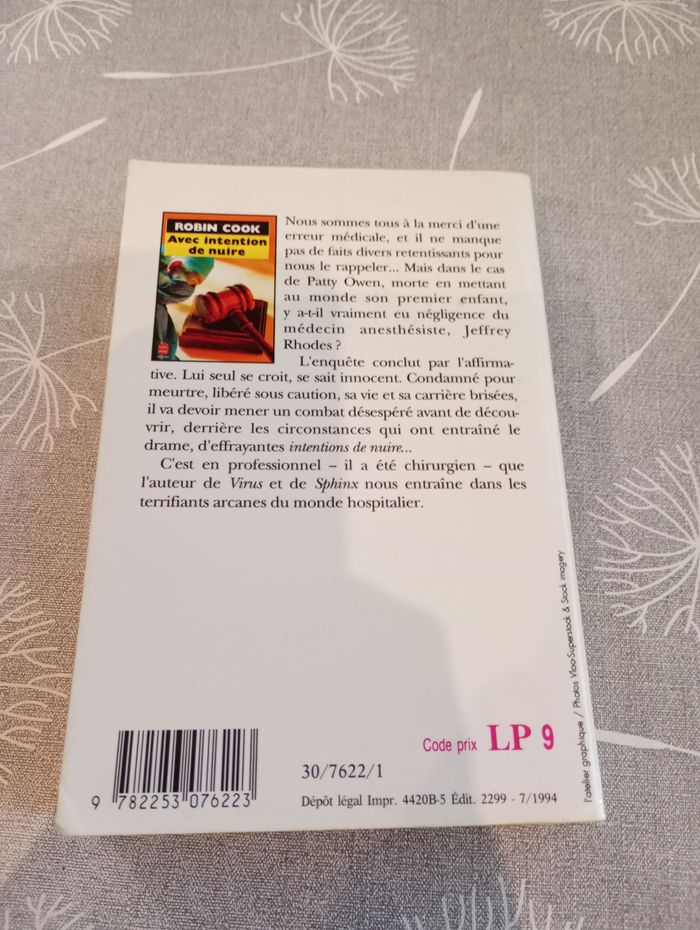 ROBIN COOK
Avec intention
de nuire
Nous sommes tous à la merci d'une
erreur médicale, et il ne manque
pas de faits divers retentissants pour
nous le rappeler... Mais dans le cas
de Patty Owen, morte en mettant
au monde son premier enfant,
y a-t-il vraiment eu négligence du
médecin anesthésiste, Jeffrey
Rhodes ?
L'enquête conclut par l'affirma-
tive. Lui seul se croit, se sait innocent. Condamné pour
meurtre, libéré sous caution, sa vie et sa carrière brisées,
il va devoir mener un combat désespéré avant de décou-
vrir, derrière les circonstances qui ont entraîné le
drame, d'effrayantes intentions de nuire...
C'est en professionnel – il a été chirurgien – que
l'auteur de Virus et de Sphinx nous entraîne dans les
terrifiants arcanes du monde hospitalier.
l'atelier graphique / Photos Vloo-Superstock & Stock imagery
Code prix LP 9
30/7622/1
9 782253 076223
Dépôt légal Impr. 4420B-5 Édit. 2299 - 7/1994